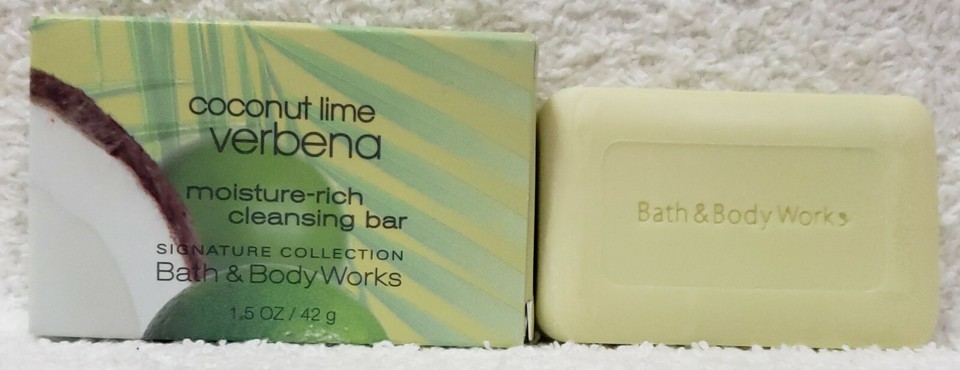 coconut lime
verbena
moisture-rich
cleansing bar
SIGNATURE COLLECTION
Bath & Body Works
1.5 OZ / 42 g
Bath & Body Works